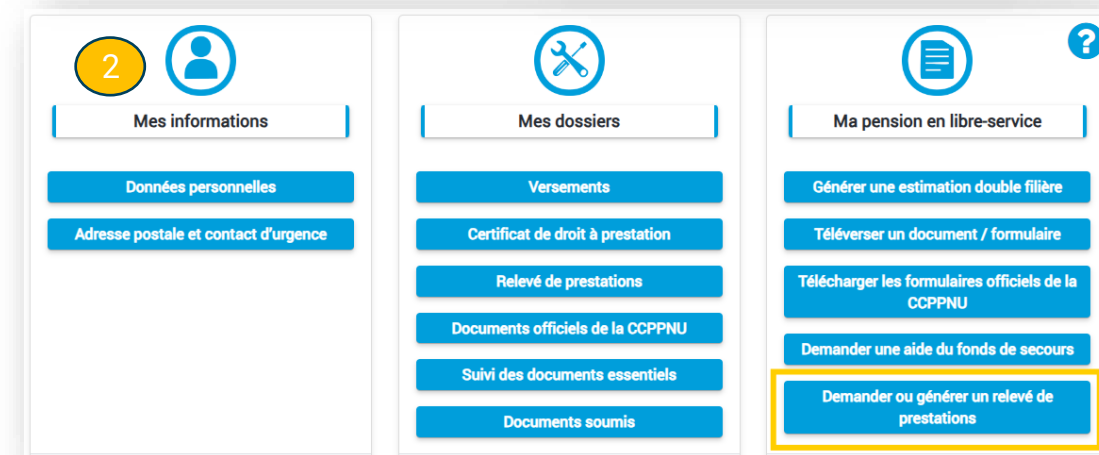 2
Mes informations
Données personnelles
Adresse postale et contact d'urgence
Mes dossiers
Versements
Certificat de droit à prestation
Relevé de prestations
Documents officiels de la CCPPNU
Suivi des documents essentiels
Documents soumis
?
Ma pension en libre-service
Générer une estimation double filière
Téléverser un document / formulaire
Télécharger les formulaires officiels de la
CCPPNU
Demander une aide du fonds de secours
Demander ou générer un relevé de
prestations